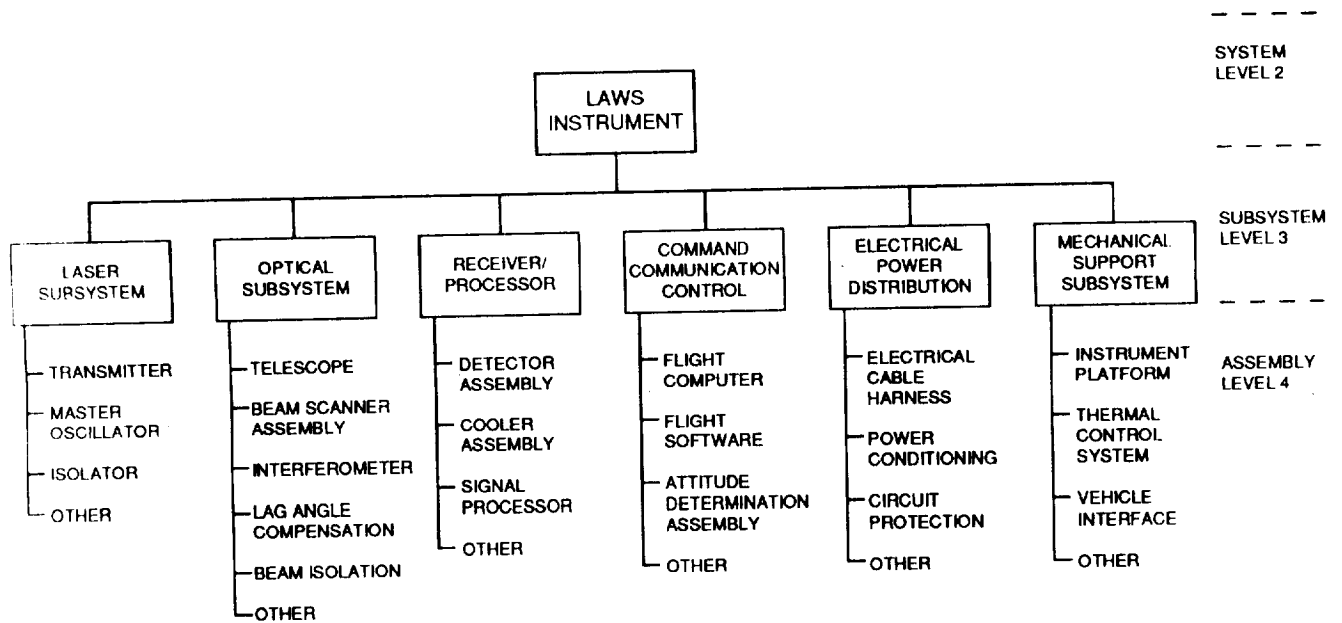 SYSTEM
LEVEL 2
LAWS
INSTRUMENT
SUBSYSTEM
LEVEL 3
LASER
SUBSYSTEM
OPTICAL
SUBSYSTEM
RECEIVER/
PROCESSOR
COMMAND
COMMUNICATION
CONTROL
ELECTRICAL
POWER
DISTRIBUTION
MECHANICAL
SUPPORT
SUBSYSTEM
ASSEMBLY
LEVEL 4
TRANSMITTER
MASTER
OSCILLATOR
ISOLATOR
OTHER
TELESCOPE
BEAM SCANNER
ASSEMBLY
INTERFEROMETER
LAG ANGLE
COMPENSATION
BEAM ISOLATION
OTHER
DETECTOR
ASSEMBLY
COOLER
ASSEMBLY
SIGNAL
PROCESSOR
OTHER
FLIGHT
COMPUTER
FLIGHT
SOFTWARE
ATTITUDE
DETERMINATION
ASSEMBLY
OTHER
ELECTRICAL
CABLE
HARNESS
POWER
CONDITIONING
CIRCUIT
PROTECTION
OTHER
INSTRUMENT
PLATFORM
THERMAL
CONTROL
SYSTEM
VEHICLE
INTERFACE
OTHER